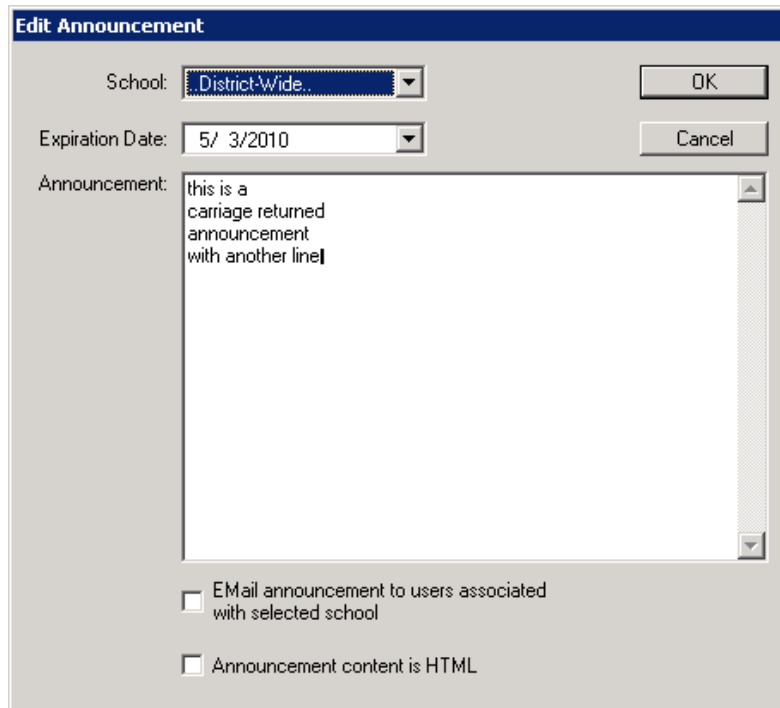 Edit Announcement
School: ..District-Wide.. OK
Expiration Date: 5/ 3/2010 Cancel
Announcement: this is a
carriage returned
announcement
with another line
EMail announcement to users associated
with selected school
Announcement content is HTML